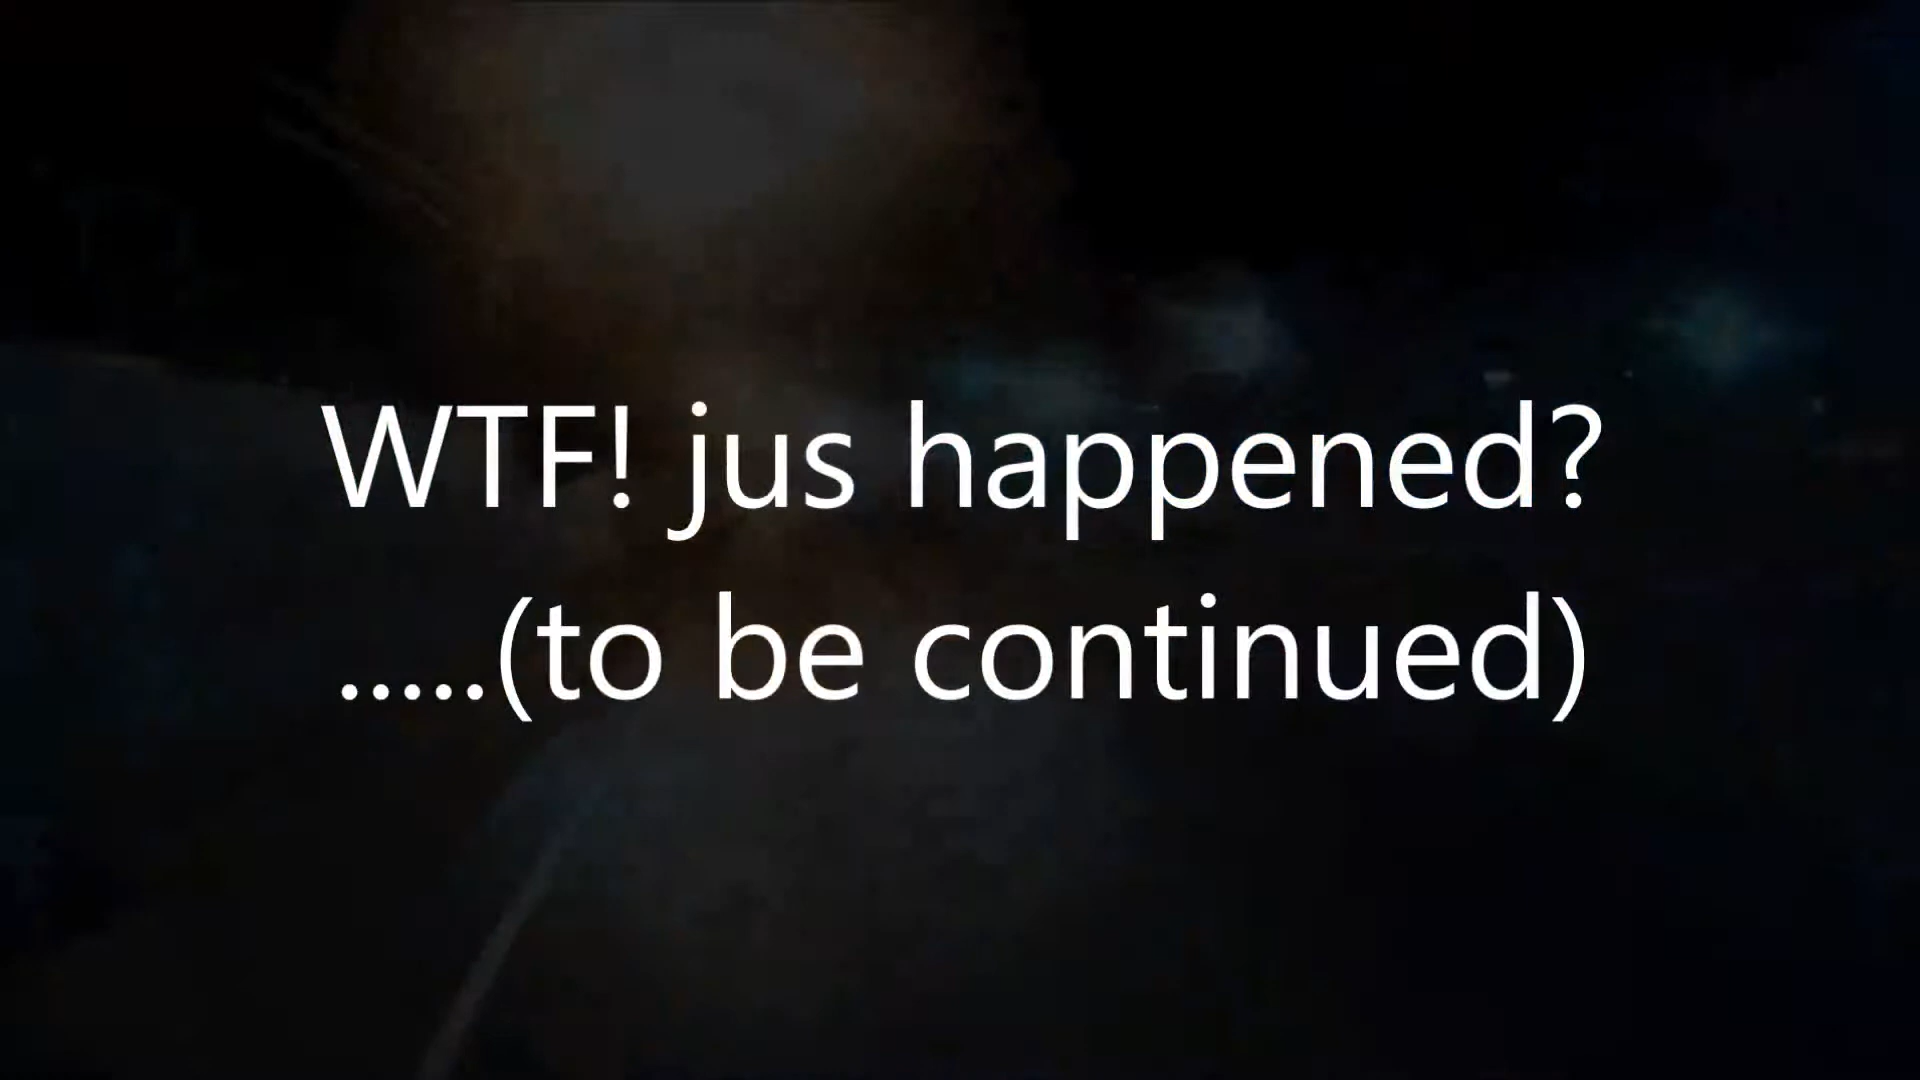 WTF! jus happened?
.....(to be continued)